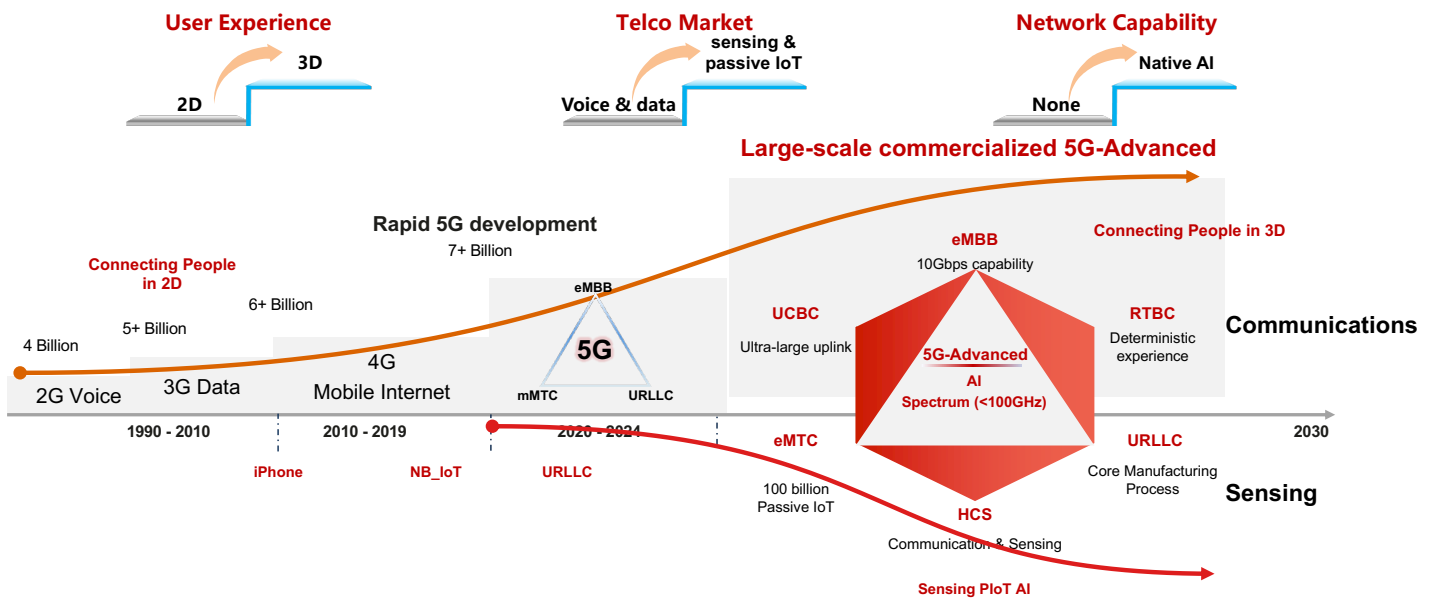 User Experience
Telco Market
Network Capability
3D
2D
sensing &
passive IoT
Voice & data
Native AI
None
Large-scale commercialized 5G-Advanced
Rapid 5G development
7+ Billion
Connecting People
in 2D
6+ Billion
5+ Billion
4 Billion
2G Voice
3G Data
4G
Mobile Internet
eMBB
5G
mMTC
URLLC
Connecting People in 3D
eMBB
10Gbps capability
UCBC
Ultra-large uplink
RTBC
Deterministic
experience
5G-Advanced
AI
Spectrum (<100GHz)
Communications
1990 - 2010
2010 - 2019
2020 - 2024
2030
iPhone
NB_IoT
URLLC
eMTC
100 billion
Passive IoT
URLLC
Core Manufacturing
Process
Sensing
HCS
Communication & Sensing
Sensing PIoT AI